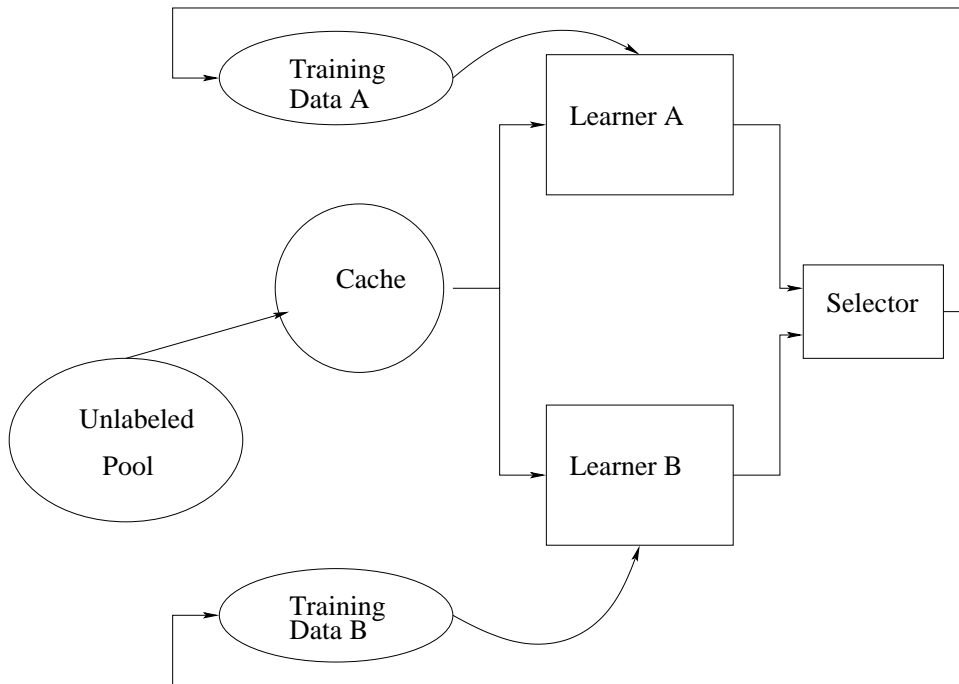 Training
Data A
Learner A
Cache
Selector
Unlabeled
Pool
Learner B
Training
Data B